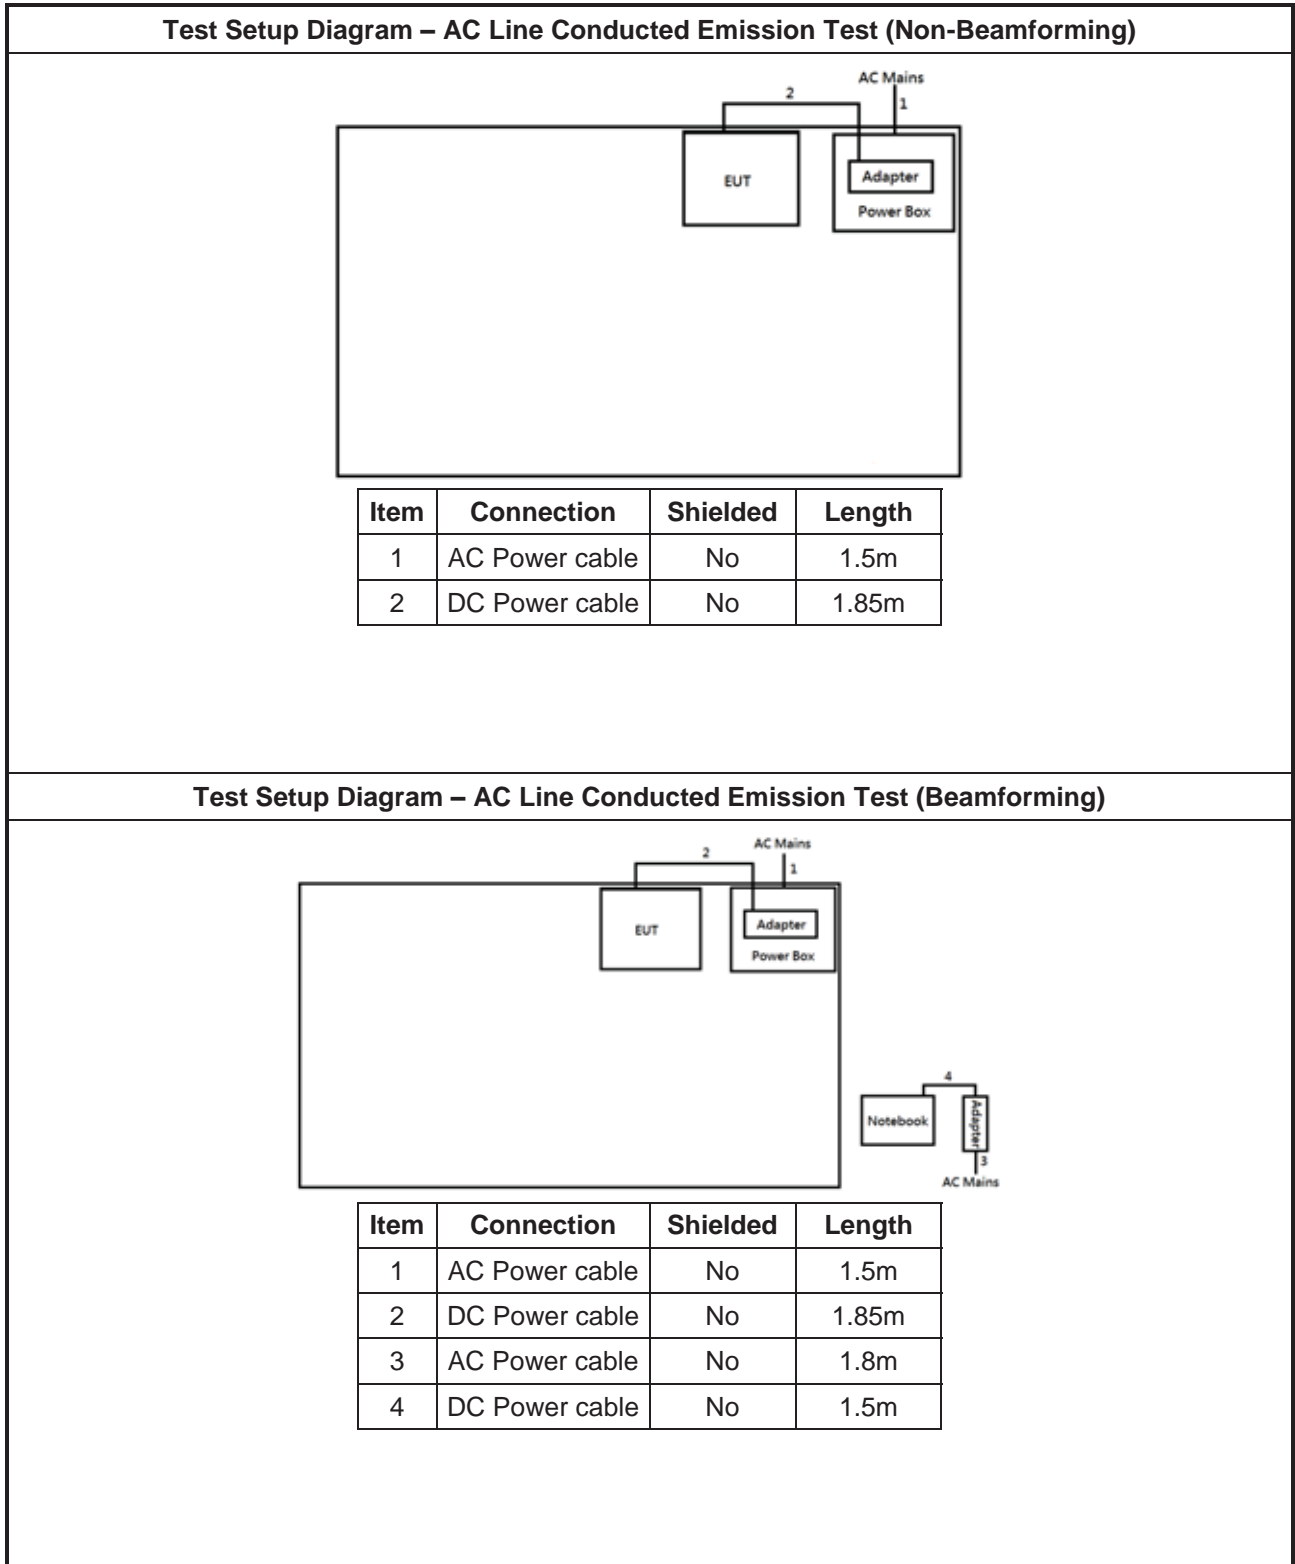 Test Setup Diagram – AC Line Conducted Emission Test (Non-Beamforming)
AC Mains
2
1
EUT
Adapter
Power Box
Item Connection Shielded Length
1 AC Power cable No 1.5m
2 DC Power cable No 1.85m
Test Setup Diagram – AC Line Conducted Emission Test (Beamforming)
AC Mains
2
1
EUT
Adapter
Power Box
4
Notebook
Adapter
3
AC Mains
Item Connection Shielded Length
1 AC Power cable No 1.5m
2 DC Power cable No 1.85m
3 AC Power cable No 1.8m
4 DC Power cable No 1.5m